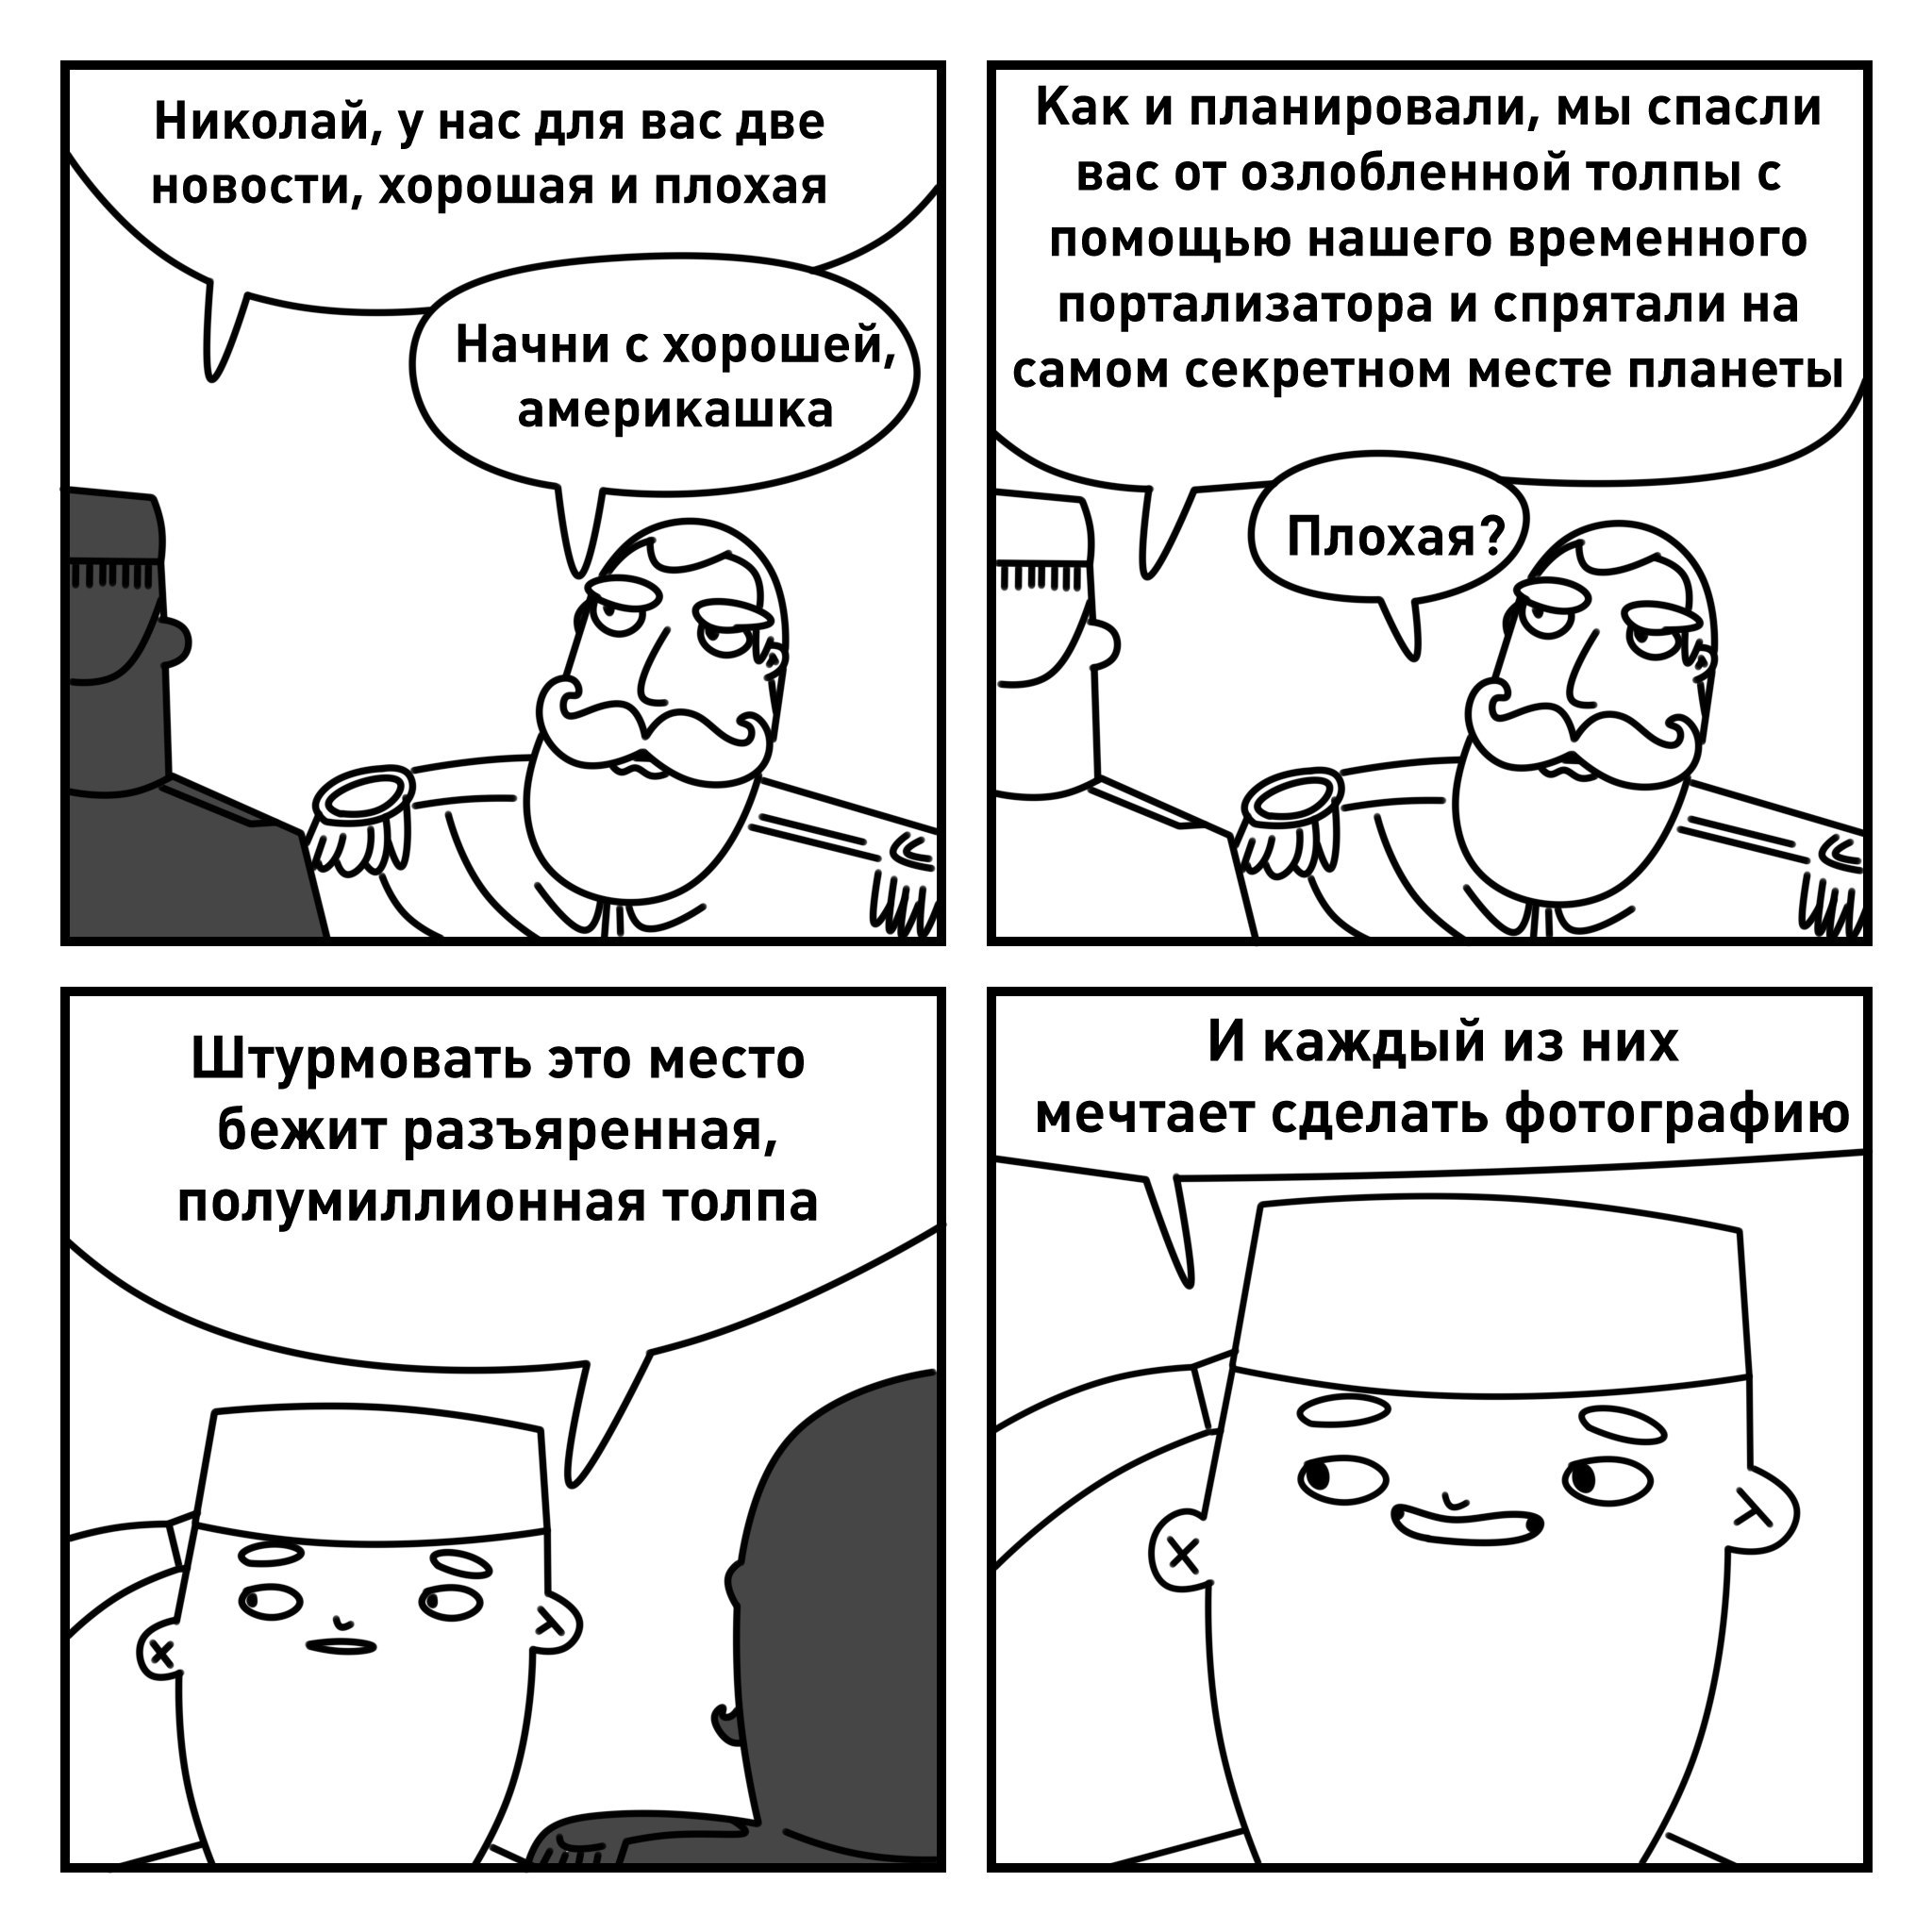 Николай, у нас для вас две
новости, хорошая и плохая
Начни с хорошей,
американшка
Как и планировали, мы спасли
вас от озлобленной толпы с
помощью нашего временного
портализатора и спрятали на
самом секретном месте планеты
Плохая?
Штурмовать это место
бежит разъяренная,
полумиллионная толпа
И каждый из них
мечтает сделать фотографию